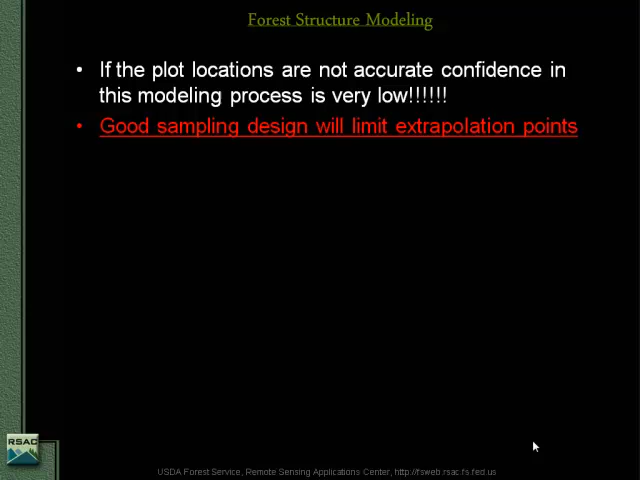 Forest Structure Modeling
• If the plot locations are not accurate confidence in
this modeling process is very low!!!!!!
• Good sampling design will limit extrapolation points
RSAC
USDA Forest Service, Remote Sensing Applications Center, http://fsweb.rsac.fs.fed.us